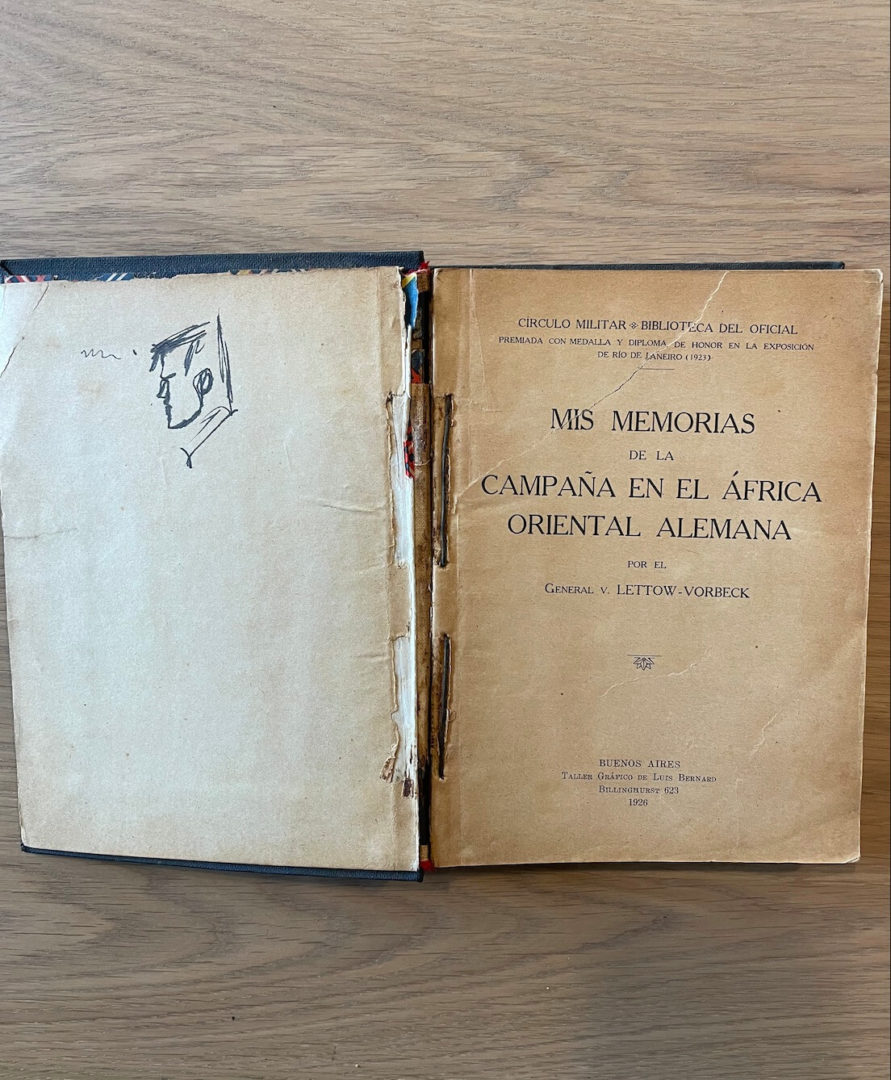 CÍRCULO MILITAR ❉ BIBLIOTECA DEL OFICIAL
PREMIADA CON MEDALLA Y DIPLOMA DE HONOR EN LA EXPOSICIÓN
DE RÍO DE JANEIRO (1923)
MIS MEMORIAS
DE LA
CAMPAÑA EN EL ÁFRICA
ORIENTAL ALEMANA
POR EL
GENERAL V. LETTOW-VORBECK
BUENOS AIRES
TALLER GRÁFICO DE LUIS BERNARD
BILLINGHURST 623
1926